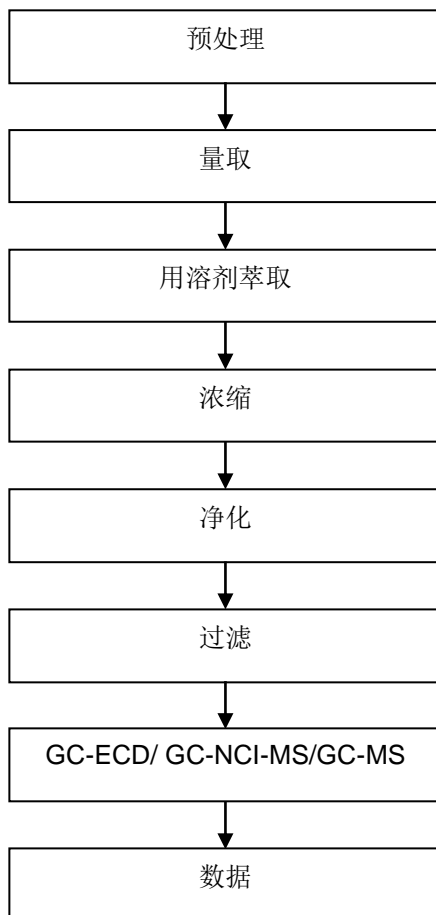 预处理
量取
用溶剂萃取
浓缩
净化
过滤
GC-ECD/ GC-NCI-MS/GC-MS
数据